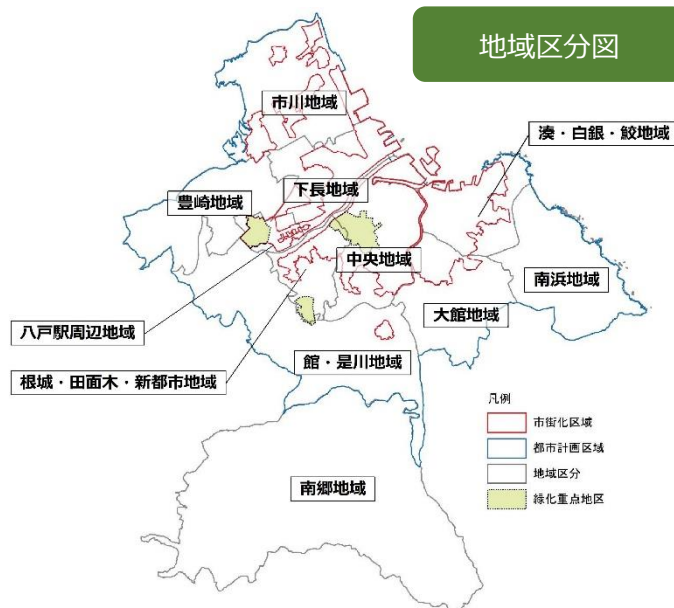 地域区分図
市川地域
湊・白銀・鮫地域
下長地域
豊崎地域
中央地域
南浜地域
大館地域
八戸駅周辺地域
館・是川地域
根城・田面木・新都市地域
凡例
市街化区域
都市計画区域
地域区分
緑化重点地区
南郷地域